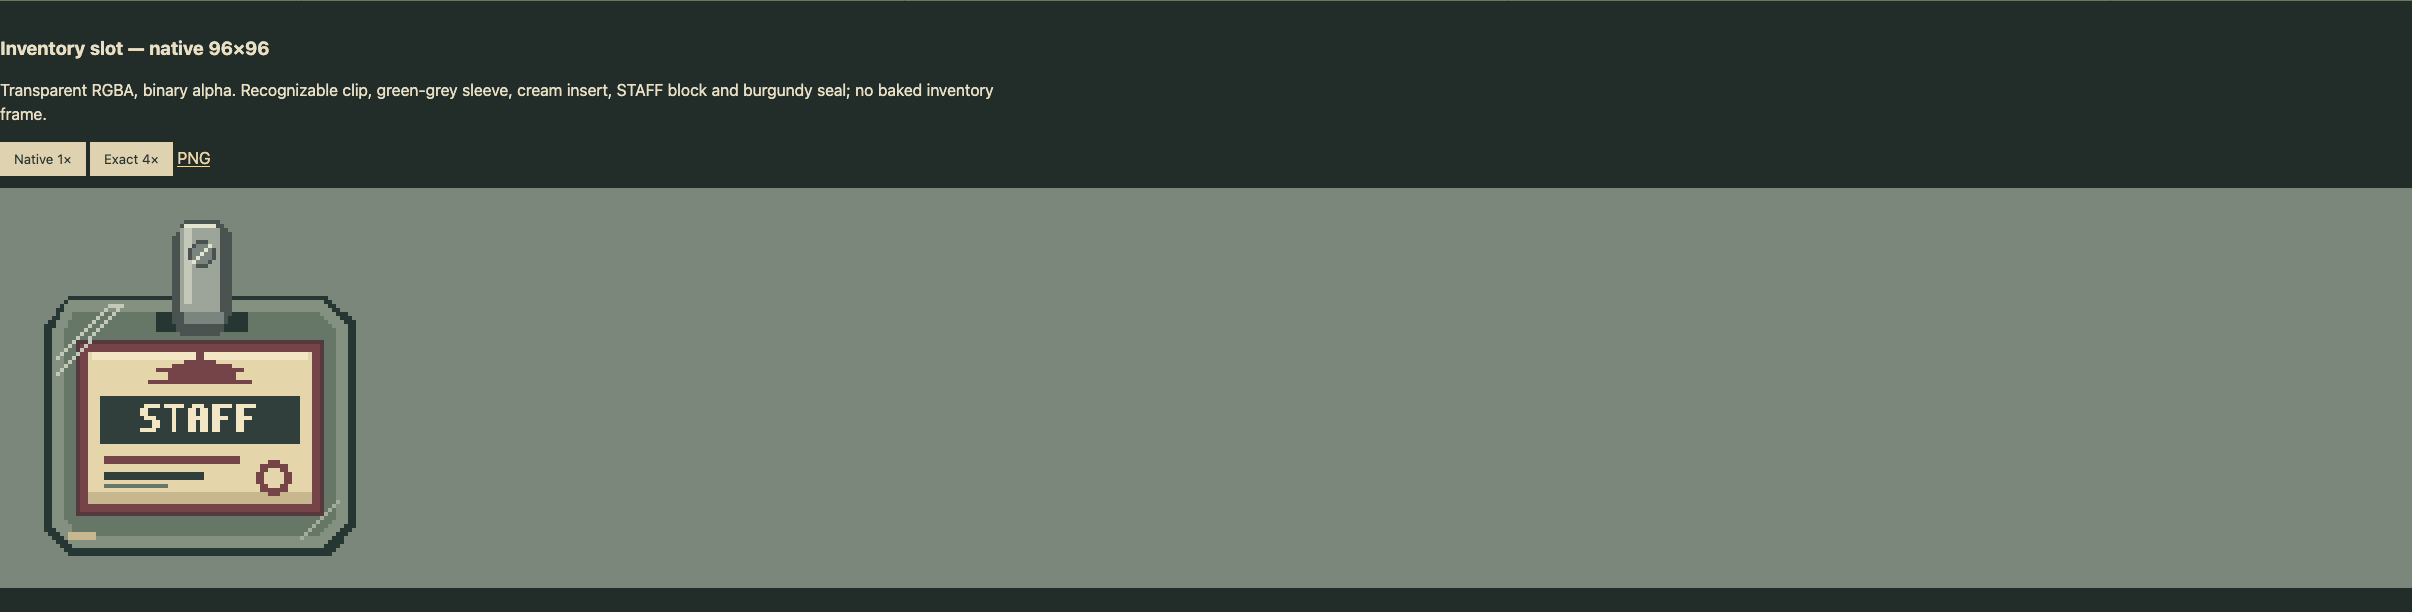 Inventory slot — native 96×96
Transparent RGBA, binary alpha. Recognizable clip, green-grey sleeve, cream insert, STAFF block and burgundy seal; no baked inventory
frame.
Native 1× Exact 4× PNG
STAFF